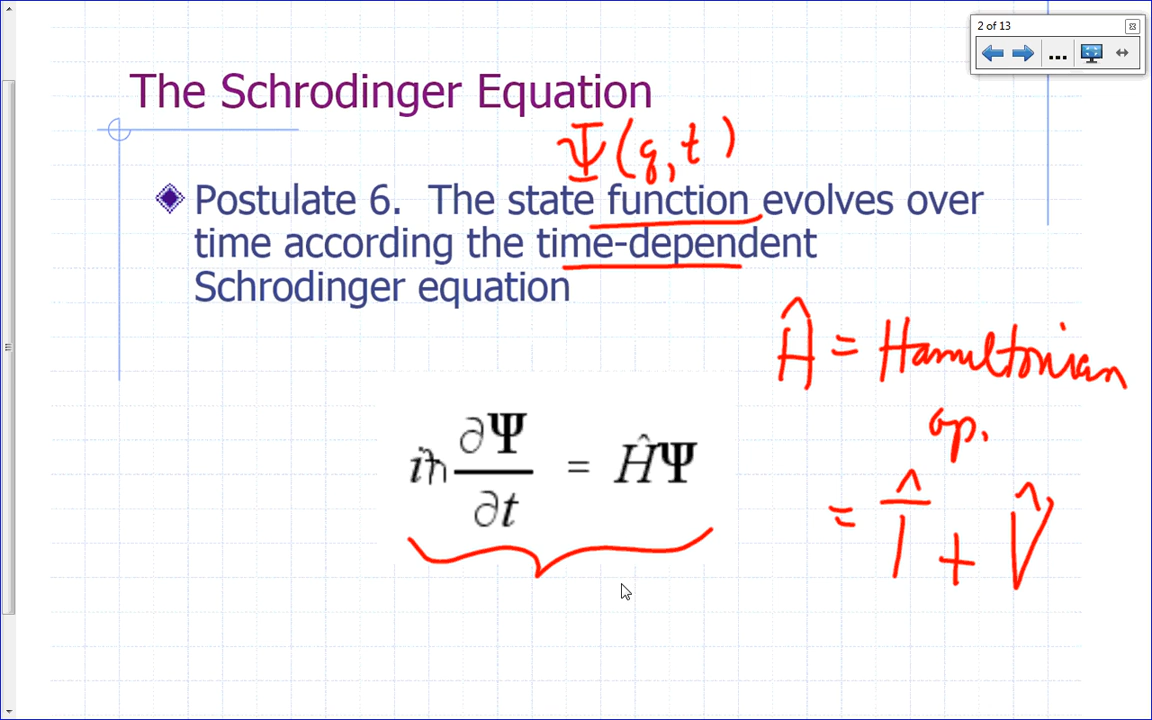 2 of 13
The Schrodinger Equation
Ψ(q,t)
Postulate 6. The state function evolves over
time according the time-dependent
Schrodinger equation
Ĥ = Hamiltonian
op.
= T̂ + V̂
iħ ∂Ψ/∂t = ĤΨ